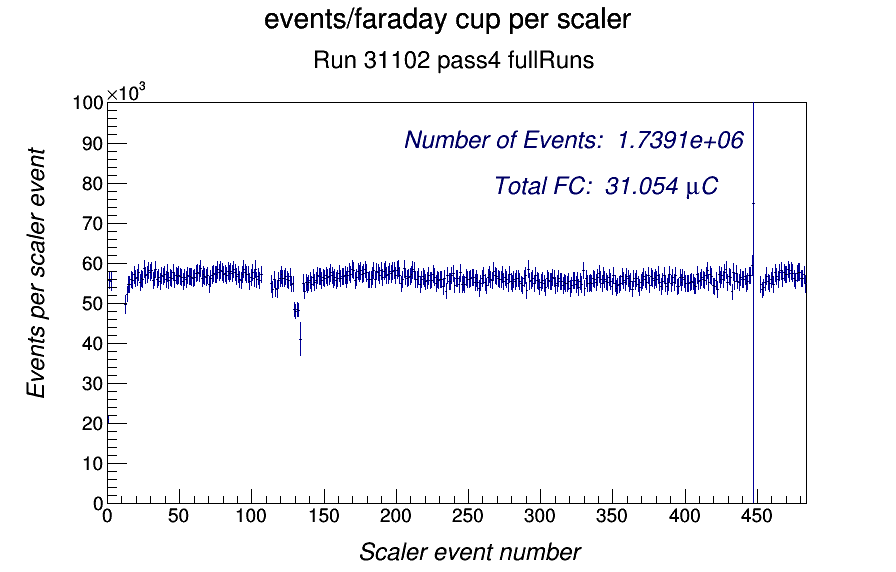 events/faraday cup per scaler
Run 31102 pass4 fullRuns
×10³
Number of Events: 1.7391e+06
Total FC: 31.054 μC
Events per scaler event
100
90
80
70
60
50
40
30
20
10
0
0 50 100 150 200 250 300 350 400 450
Scaler event number